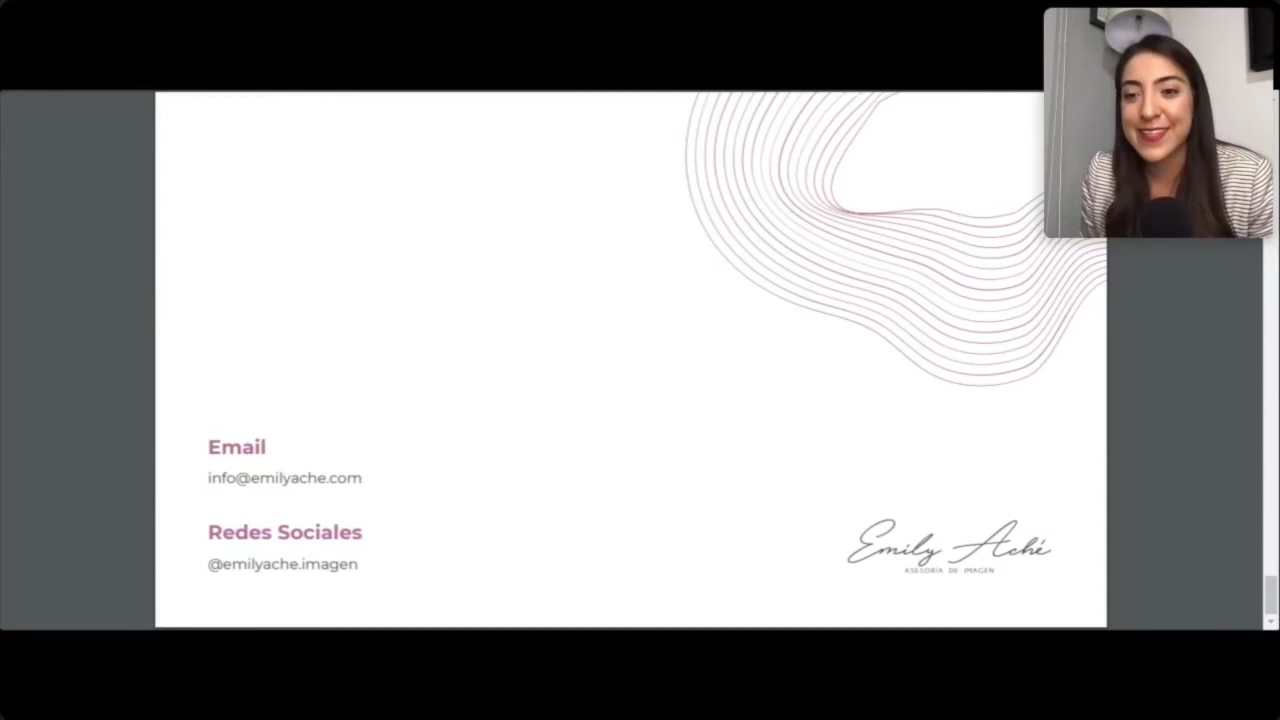 Email
info@emilyache.com
Redes Sociales
@emilyache.imagen
Emily Aché
ASESORÍA DE IMAGEN